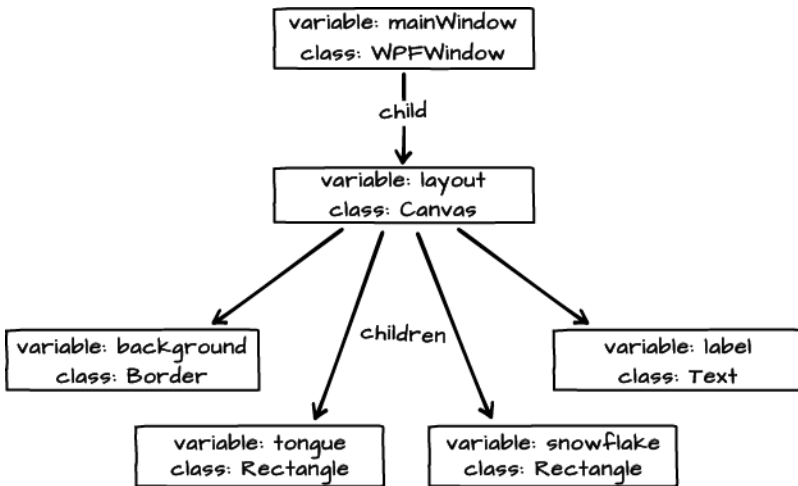 variable: mainWindow
class: WPFWindow
child
variable: layout
class: Canvas
children
variable: background
class: Border
variable: label
class: Text
variable: tongue
class: Rectangle
variable: snowflake
class: Rectangle